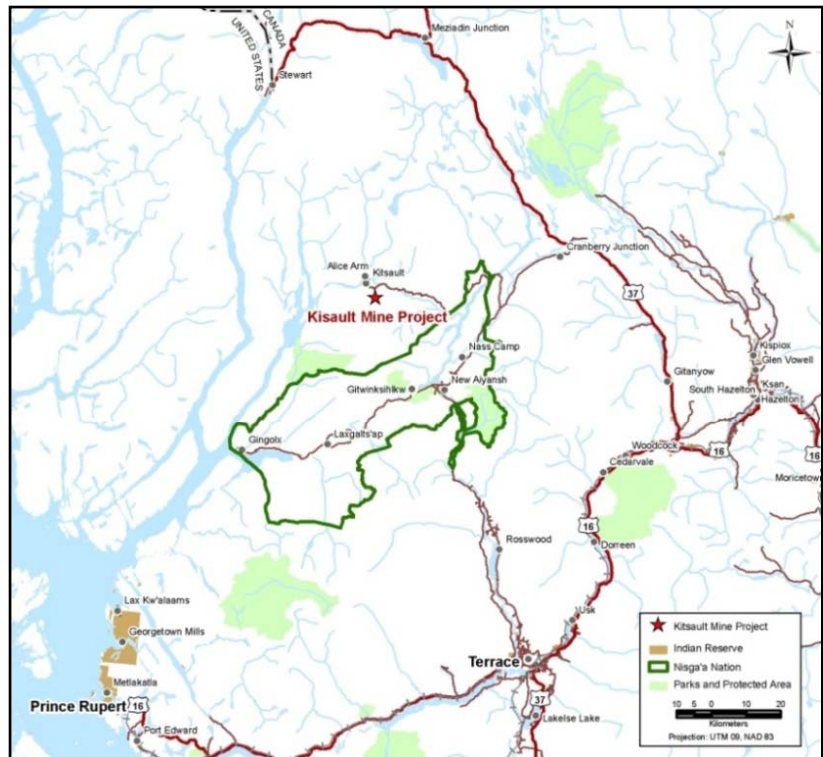 Meziadin Junction
N
CANADA
UNITED STATES
Stewart
Cranberry Junction
Alice Arm
Kitsault
37
Kisault Mine Project
Nass Camp
Kispiox
Glen Vowell
Gitanyow
Gitwinksihlkw
New Aiyansh
South Hazelton
'Ksan
Hazelton
Gingolx
Laxgalts'ap
Woodcock
16
16
Cedarvale
Moricetown
16
Dorreen
Rosswood
Lax Kw'alaams
Usk
Georgetown Mills
Terrace
Metlakatla
Prince Rupert
16
37
Port Edward
Lakelse Lake
Kitsault Mine Project
Indian Reserve
Nisga'a Nation
Parks and Protected Area
10 5 0 10 20
Kilometers
Projection: UTM 09, NAD 83